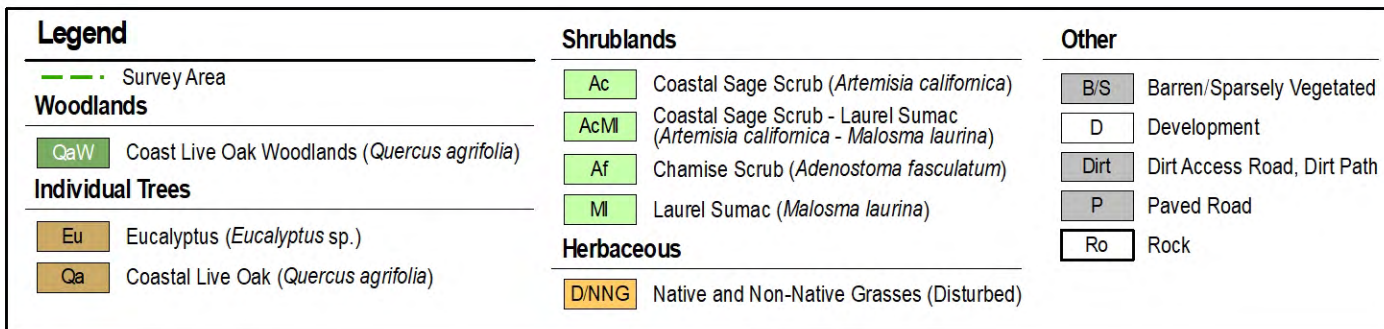 Legend
Survey Area
Woodlands
QaW Coast Live Oak Woodlands (Quercus agrifolia)
Individual Trees
Eu Eucalyptus (Eucalyptus sp.)
Qa Coastal Live Oak (Quercus agrifolia)
Shrublands
Ac Coastal Sage Scrub (Artemisia californica)
AcMl Coastal Sage Scrub - Laurel Sumac
(Artemisia californica - Malosma laurina)
Af Chamise Scrub (Adenostoma fasculatum)
Ml Laurel Sumac (Malosma laurina)
Herbaceous
D/NNG Native and Non-Native Grasses (Disturbed)
Other
B/S Barren/Sparsely Vegetated
D Development
Dirt Dirt Access Road, Dirt Path
P Paved Road
Ro Rock